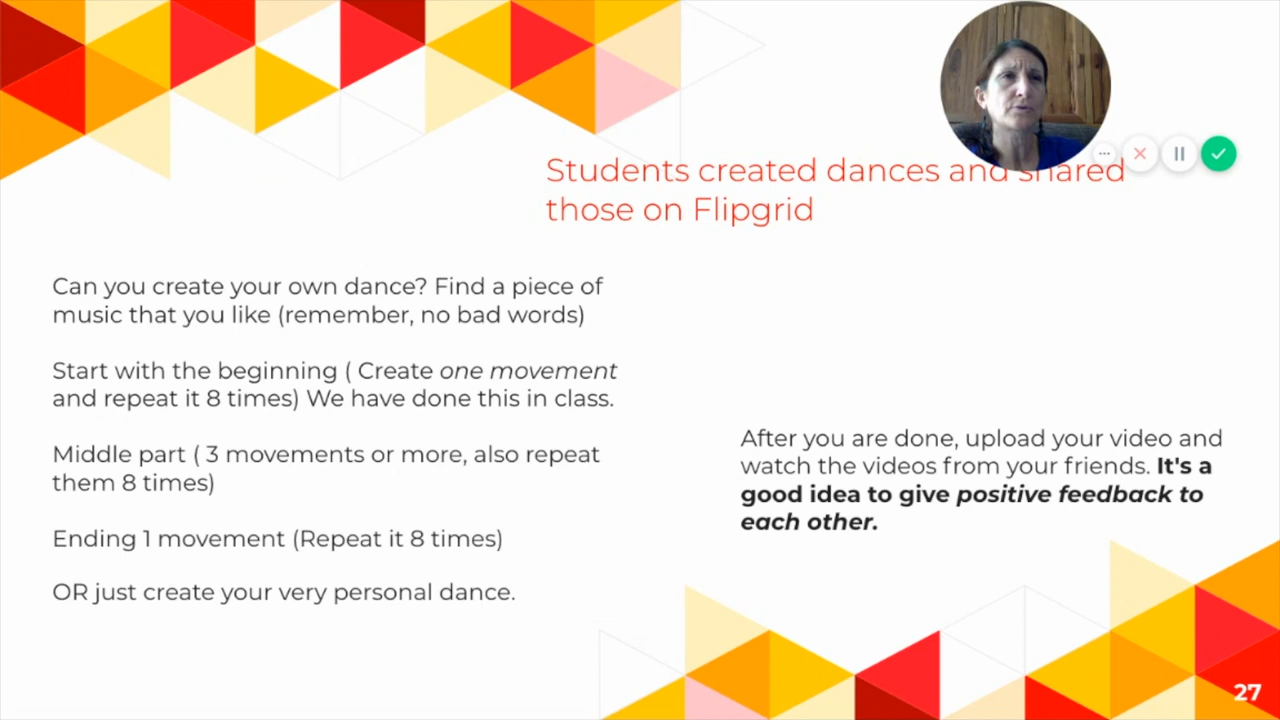 Students created dances and shared
those on Flipgrid
Can you create your own dance? Find a piece of
music that you like (remember, no bad words)
Start with the beginning ( Create one movement
and repeat it 8 times) We have done this in class.
Middle part ( 3 movements or more, also repeat
them 8 times)
Ending 1 movement (Repeat it 8 times)
OR just create your very personal dance.
After you are done, upload your video and
watch the videos from your friends. It's a
good idea to give positive feedback to
each other.
27